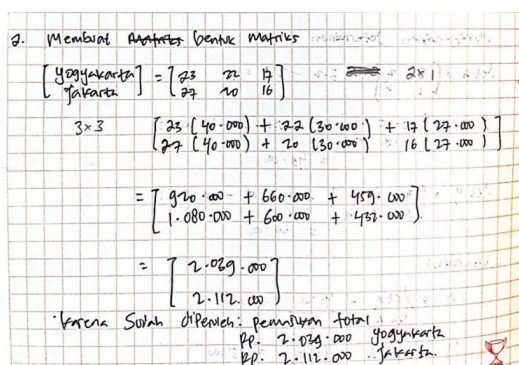 2. Membuat bentuk matriks
[Yogyakarta] = [23 22 17]
[Jakarta] [27 20 16]
2x1
3x3
[23 (40.000) + 22 (30.000) + 17 (27.000)]
[27 (40.000) + 20 (30.000) 16 (27.000)]
= [920.000 + 660.000 + 459.000]
[1.080.000 + 600.000 + 432.000]
= [2.039.000]
[2.112.000]
karena Sudah diperoleh: total
Rp. 2.039.000 Yogyakarta
Rp. 2.112.000 Jakarta.